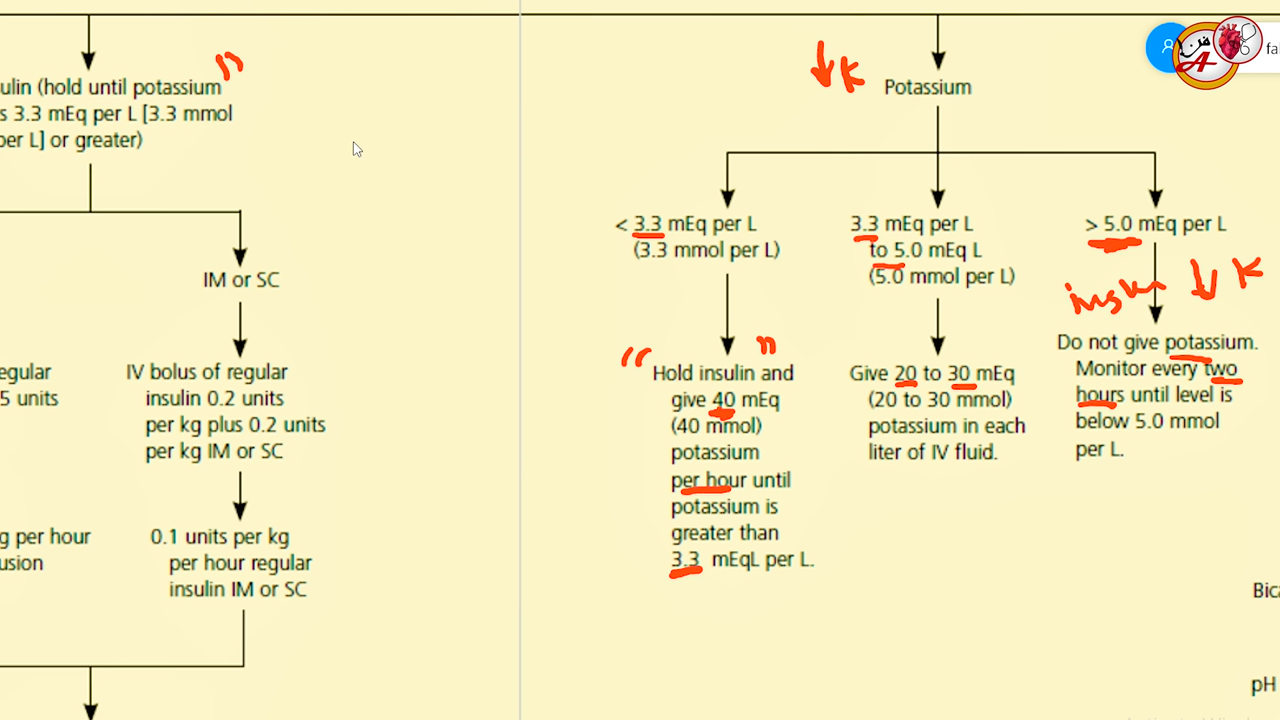 ulin (hold until potassium
s 3.3 mEq per L [3.3 mmol
per L] or greater)
IM or SC
egular
5 units
IV bolus of regular
insulin 0.2 units
per kg plus 0.2 units
per kg IM or SC
g per hour
usion
0.1 units per kg
per hour regular
insulin IM or SC
↓ K
Potassium
< 3.3 mEq per L
(3.3 mmol per L)
3.3 mEq per L
to 5.0 mEq L
(5.0 mmol per L)
> 5.0 mEq per L
↓ K
Hold insulin and
give 40 mEq
(40 mmol)
potassium
per hour until
potassium is
greater than
3.3 mEqL per L.
Give 20 to 30 mEq
(20 to 30 mmol)
potassium in each
liter of IV fluid.
Do not give potassium.
Monitor every two
hours until level is
below 5.0 mmol
per L.
Bica
pH
fal